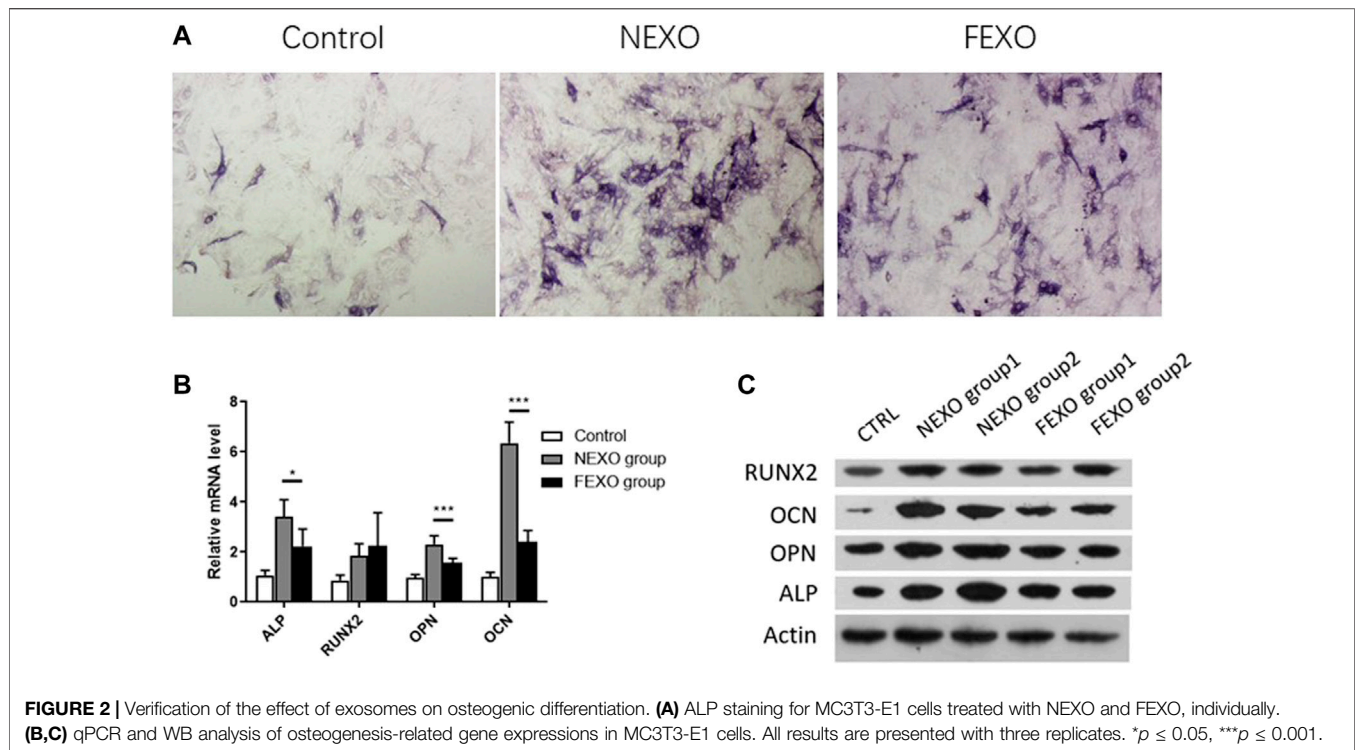 A
Control
NEXO
FEXO
B
Relative mRNA level
8
6
4
2
0
*
***
***
Control
NEXO group
FEXO group
ALP
RUNX2
OPN
OCN
C
CTRL
NEXO group1
NEXO group2
FEXO group1
FEXO group2
RUNX2
OCN
OPN
ALP
Actin
FIGURE 2 | Verification of the effect of exosomes on osteogenic differentiation. (A) ALP staining for MC3T3-E1 cells treated with NEXO and FEXO, individually.
(B,C) qPCR and WB analysis of osteogenesis-related gene expressions in MC3T3-E1 cells. All results are presented with three replicates. *p ≤ 0.05, ***p ≤ 0.001.